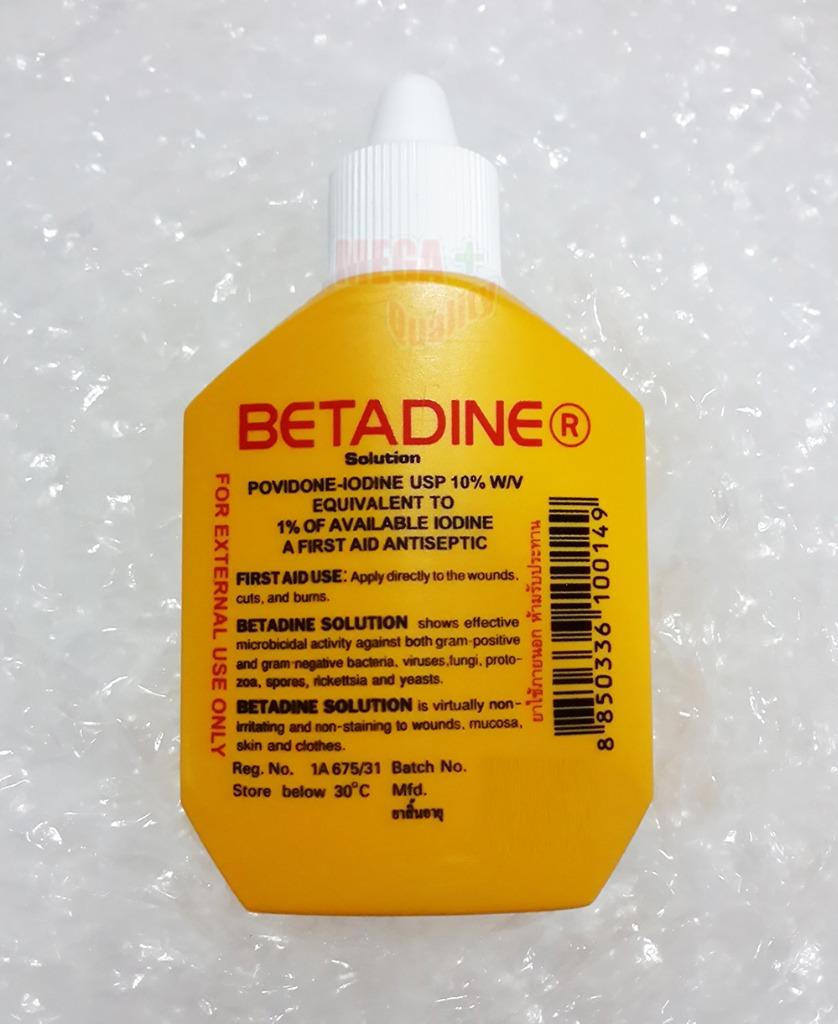 MEGA +
Quality
BETADINE®
Solution
POVIDONE-IODINE USP 10% W/V
EQUIVALENT TO
1% OF AVAILABLE IODINE
A FIRST AID ANTISEPTIC
FIRST AID USE: Apply directly to the wounds,
cuts, and burns.
BETADINE SOLUTION shows effective
microbicidal activity against both gram-positive
and gram-negative bacteria, viruses, fungi, proto-
zoa, spores, rickettsia and yeasts.
BETADINE SOLUTION is virtually non-
irritating and non-staining to wounds, mucosa,
skin and clothes.
Reg. No. 1A 675/31 Batch No.
Store below 30°C Mfd.
ยาสิ้นอายุ
FOR EXTERNAL USE ONLY
ยาใช้ภายนอก ห้ามรับประทาน
8 850336 100149